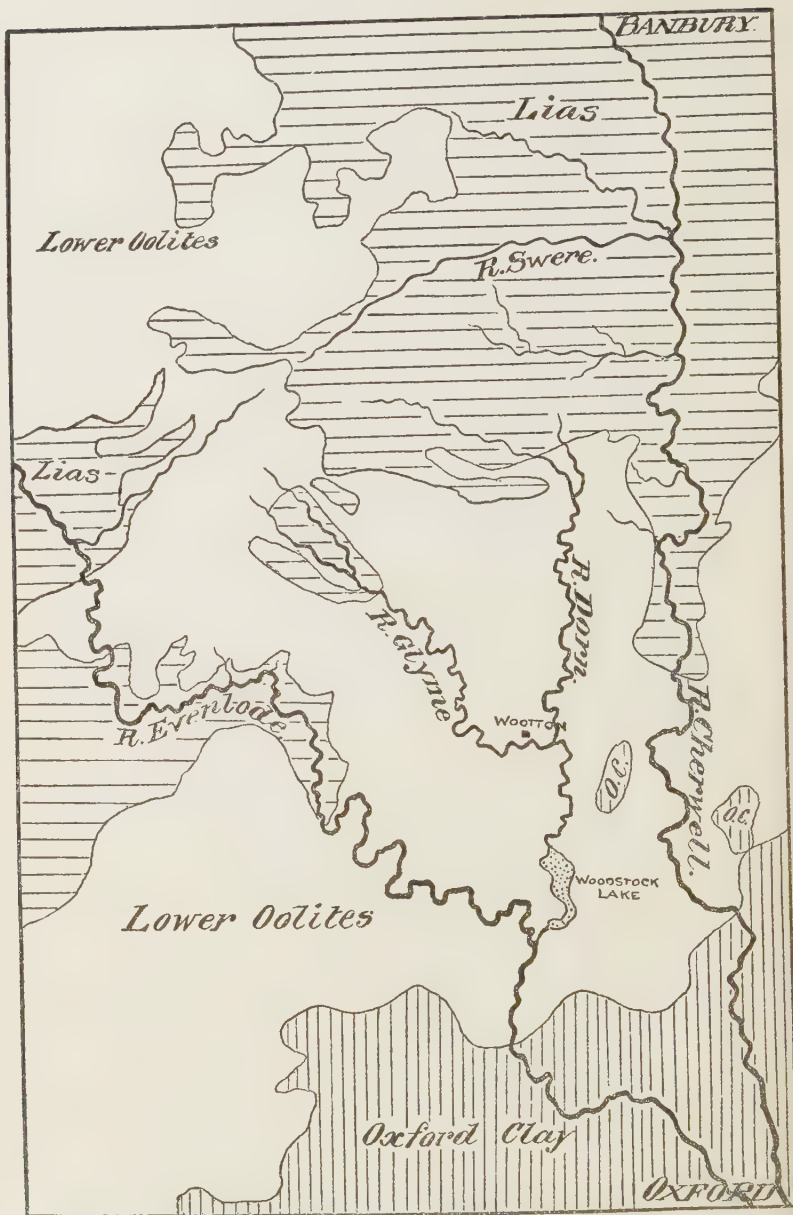 BANBURY.
Lias
Lower Oolites
R. Swere.
Lias
R. Dorn.
R. Glyme
R. Evenlode
WOOTTON
R. Cherwell.
O.C.
O.C.
WOODSTOCK
LAKE
Lower Oolites
Oxford Clay
OXFORD